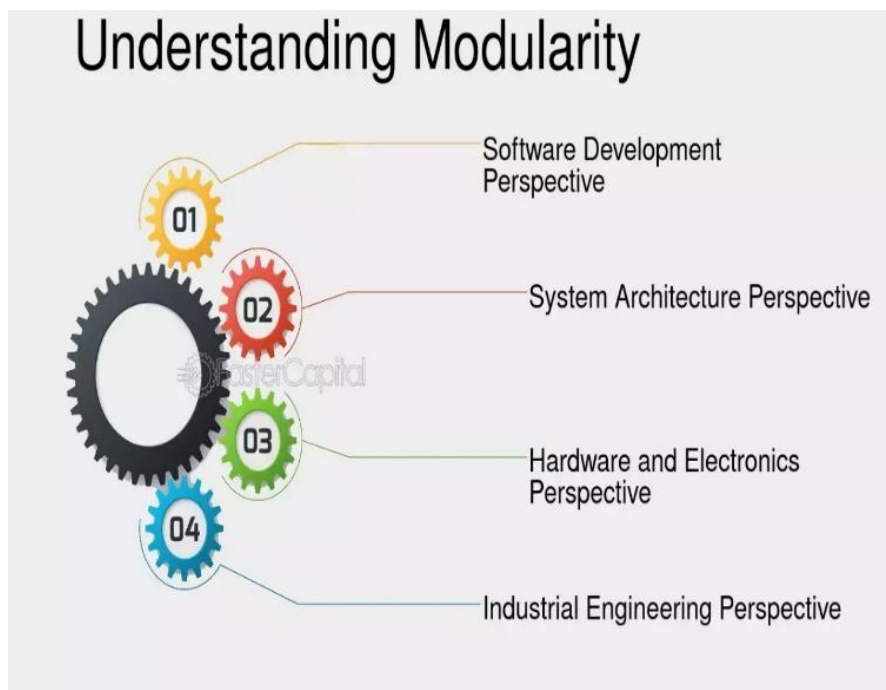 Understanding Modularity
01
Software Development
Perspective
02
System Architecture Perspective
FasterCapital
03
Hardware and Electronics
Perspective
04
Industrial Engineering Perspective